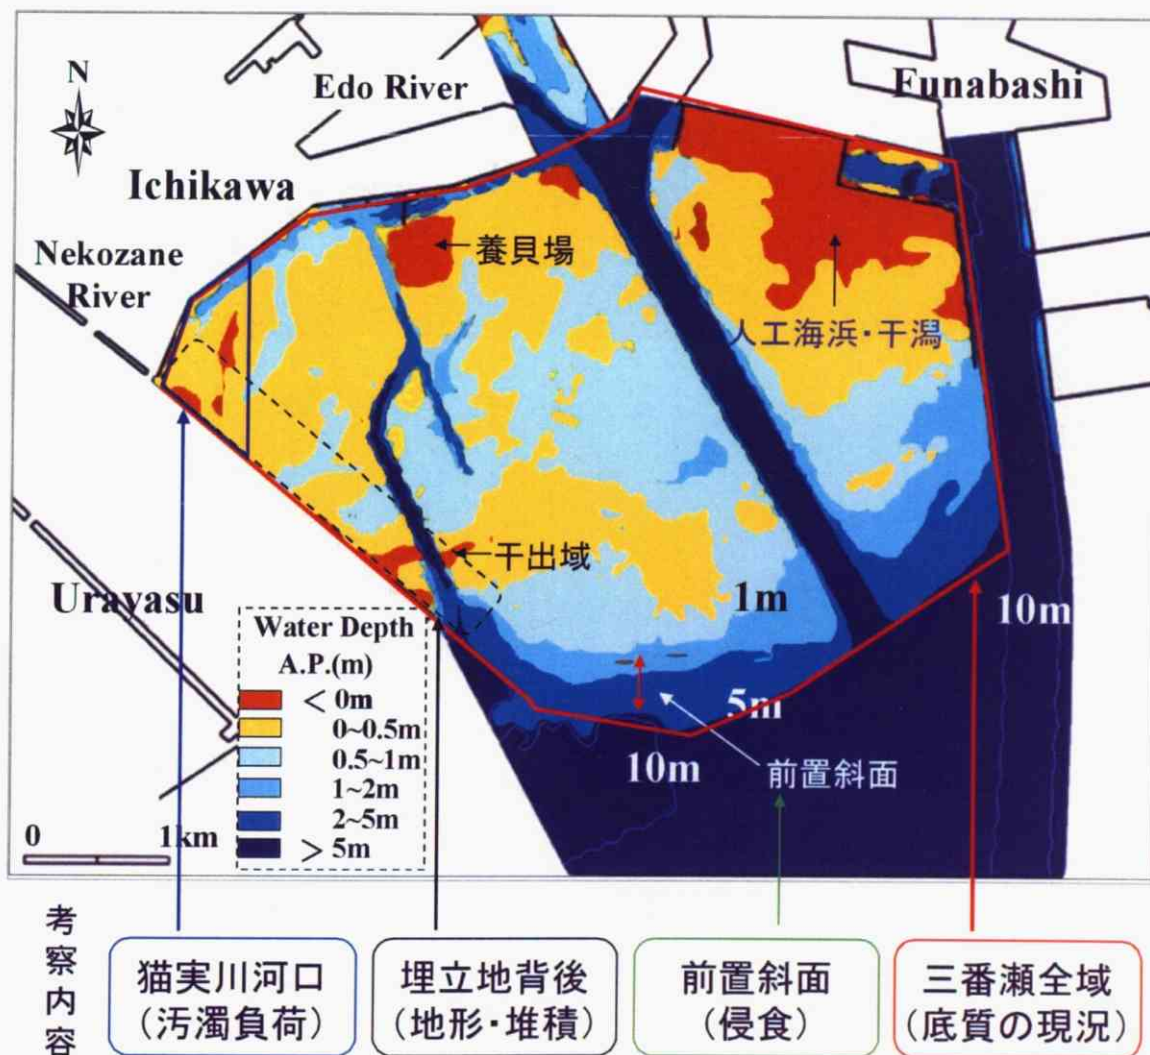 N
Edo River
Funabashi
Ichikawa
Nekozane
River
養貝場
人工海浜・干潟
干出域
Urayasu
1m
10m
5m
10m
前置斜面
Water Depth
A.P.(m)
< 0m
0~0.5m
0.5~1m
1~2m
2~5m
> 5m
0 1km
考察内容
猫実川河口
(汚濁負荷)
埋立地背後
(地形・堆積)
前置斜面
(侵食)
三番瀬全域
(底質の現況)